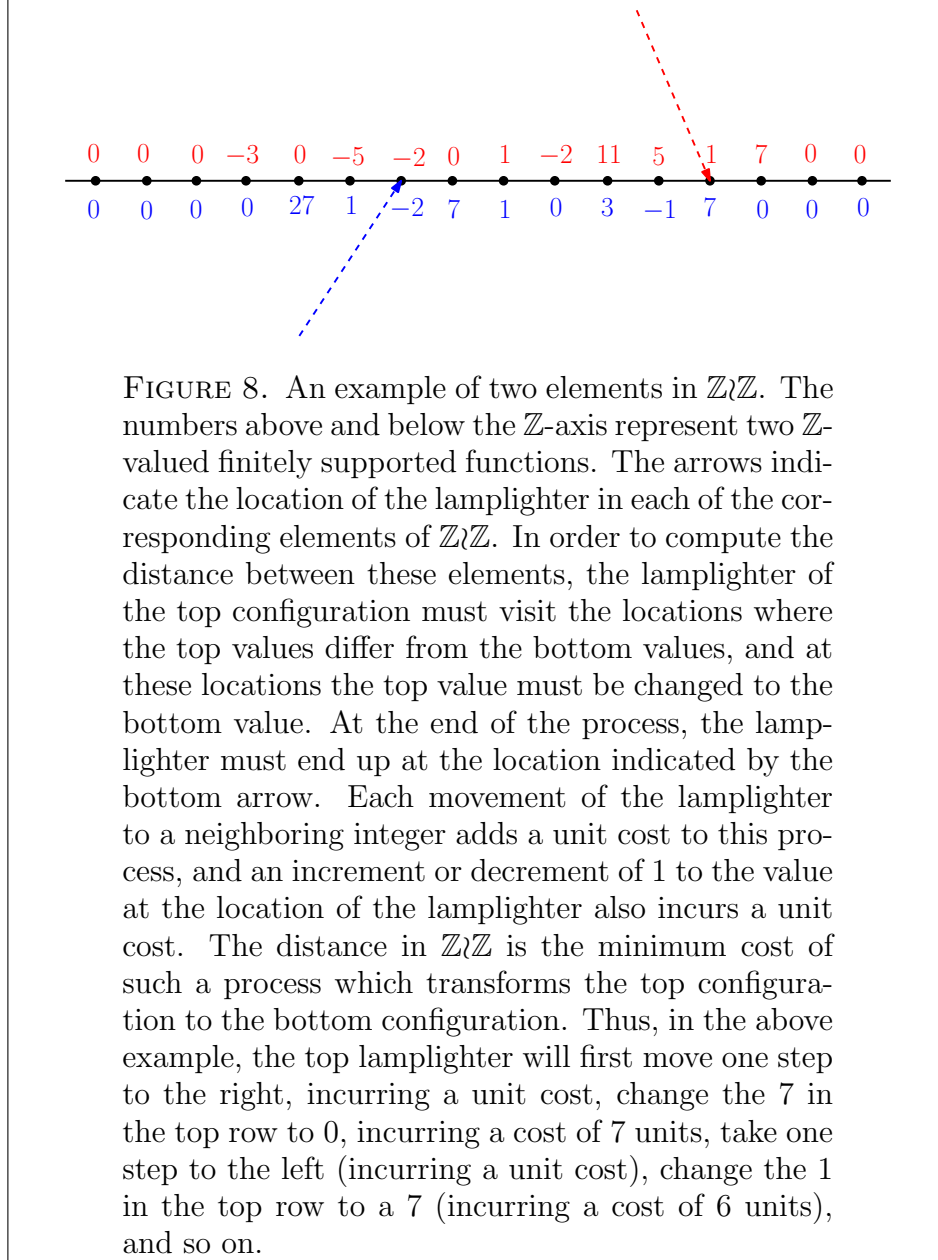 0 0 0 −3 0 −5 −2 0 1 −2 11 5 1 7 0 0
0 0 0 0 27 1 −2 7 1 0 3 −1 7 0 0 0
FIGURE 8. An example of two elements in ℤ≀ℤ. The
numbers above and below the ℤ-axis represent two ℤ-
valued finitely supported functions. The arrows indi-
cate the location of the lamplighter in each of the cor-
responding elements of ℤ≀ℤ. In order to compute the
distance between these elements, the lamplighter of
the top configuration must visit the locations where
the top values differ from the bottom values, and at
these locations the top value must be changed to the
bottom value. At the end of the process, the lamp-
lighter must end up at the location indicated by the
bottom arrow. Each movement of the lamplighter
to a neighboring integer adds a unit cost to this pro-
cess, and an increment or decrement of 1 to the value
at the location of the lamplighter also incurs a unit
cost. The distance in ℤ≀ℤ is the minimum cost of
such a process which transforms the top configura-
tion to the bottom configuration. Thus, in the above
example, the top lamplighter will first move one step
to the right, incurring a unit cost, change the 7 in
the top row to 0, incurring a cost of 7 units, take one
step to the left (incurring a unit cost), change the 1
in the top row to a 7 (incurring a cost of 6 units),
and so on.